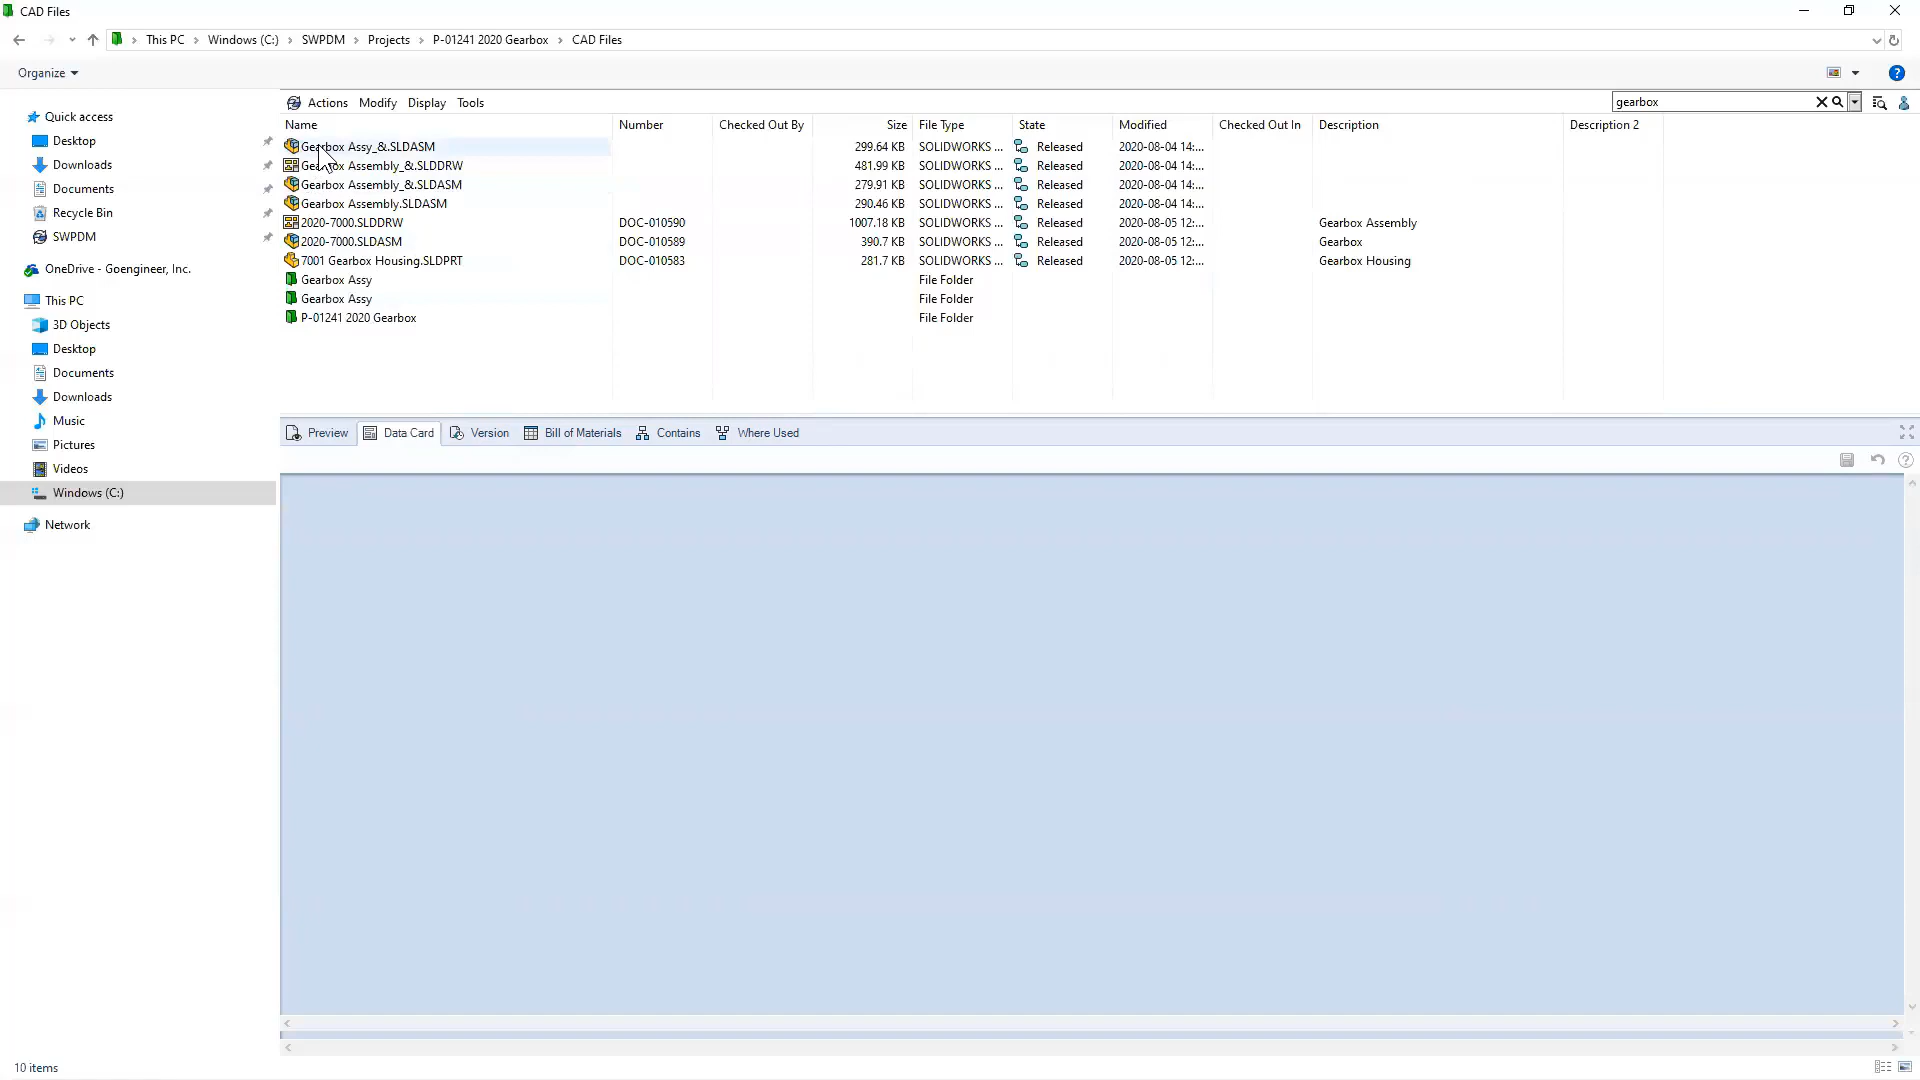 CAD Files
This PC > Windows (C:) > SWPDM > Projects > P-01241 2020 Gearbox > CAD Files
Organize
Actions Modify Display Tools gearbox
Name Number Checked Out By Size File Type State Modified Checked Out In Description Description 2
Gearbox Assy_&.SLDASM 299.64 KB SOLIDWORKS ... Released 2020-08-04 14:...
Gearbox Assembly_&.SLDDRW 481.99 KB SOLIDWORKS ... Released 2020-08-04 14:...
Gearbox Assembly_&.SLDASM 279.91 KB SOLIDWORKS ... Released 2020-08-04 14:...
Gearbox Assembly.SLDASM 290.46 KB SOLIDWORKS ... Released 2020-08-04 14:...
2020-7000.SLDDRW DOC-010590 1007.18 KB SOLIDWORKS ... Released 2020-08-05 12:... Gearbox Assembly
2020-7000.SLDASM DOC-010589 390.7 KB SOLIDWORKS ... Released 2020-08-05 12:... Gearbox
7001 Gearbox Housing.SLDPRT DOC-010583 281.7 KB SOLIDWORKS ... Released 2020-08-05 12:... Gearbox Housing
Gearbox Assy File Folder
Gearbox Assy File Folder
P-01241 2020 Gearbox File Folder
Quick access
Desktop
Downloads
Documents
Recycle Bin
SWPDM
OneDrive - Goengineer, Inc.
This PC
3D Objects
Desktop
Documents
Downloads
Music
Pictures
Videos
Windows (C:)
Network
Preview Data Card Version Bill of Materials Contains Where Used
10 items